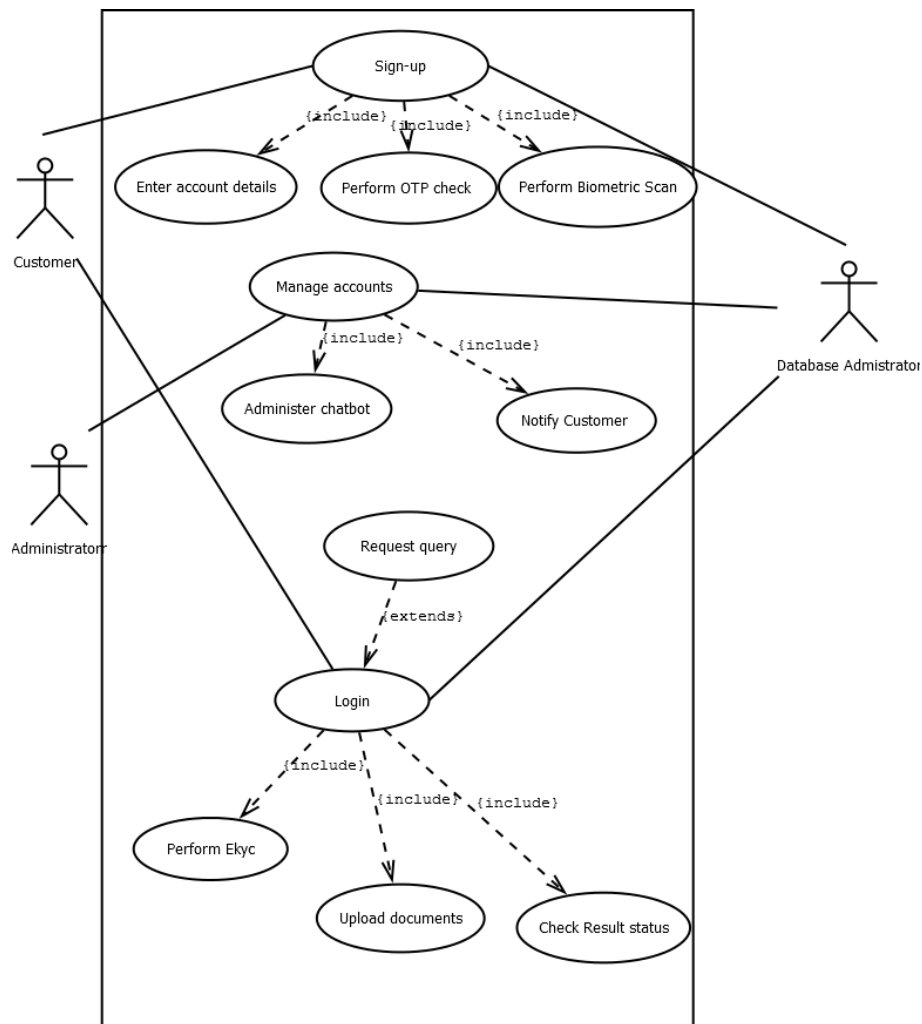 Sign-up
{include}
{include}
{include}
Enter account details
Perform OTP check
Perform Biometric Scan
Customer
Manage accounts
{include}
{include}
Database Admistrator
Administer chatbot
Notify Customer
Administratorr
Request query
{extends}
Login
{include}
{include}
{include}
Perform Ekyc
Upload documents
Check Result status